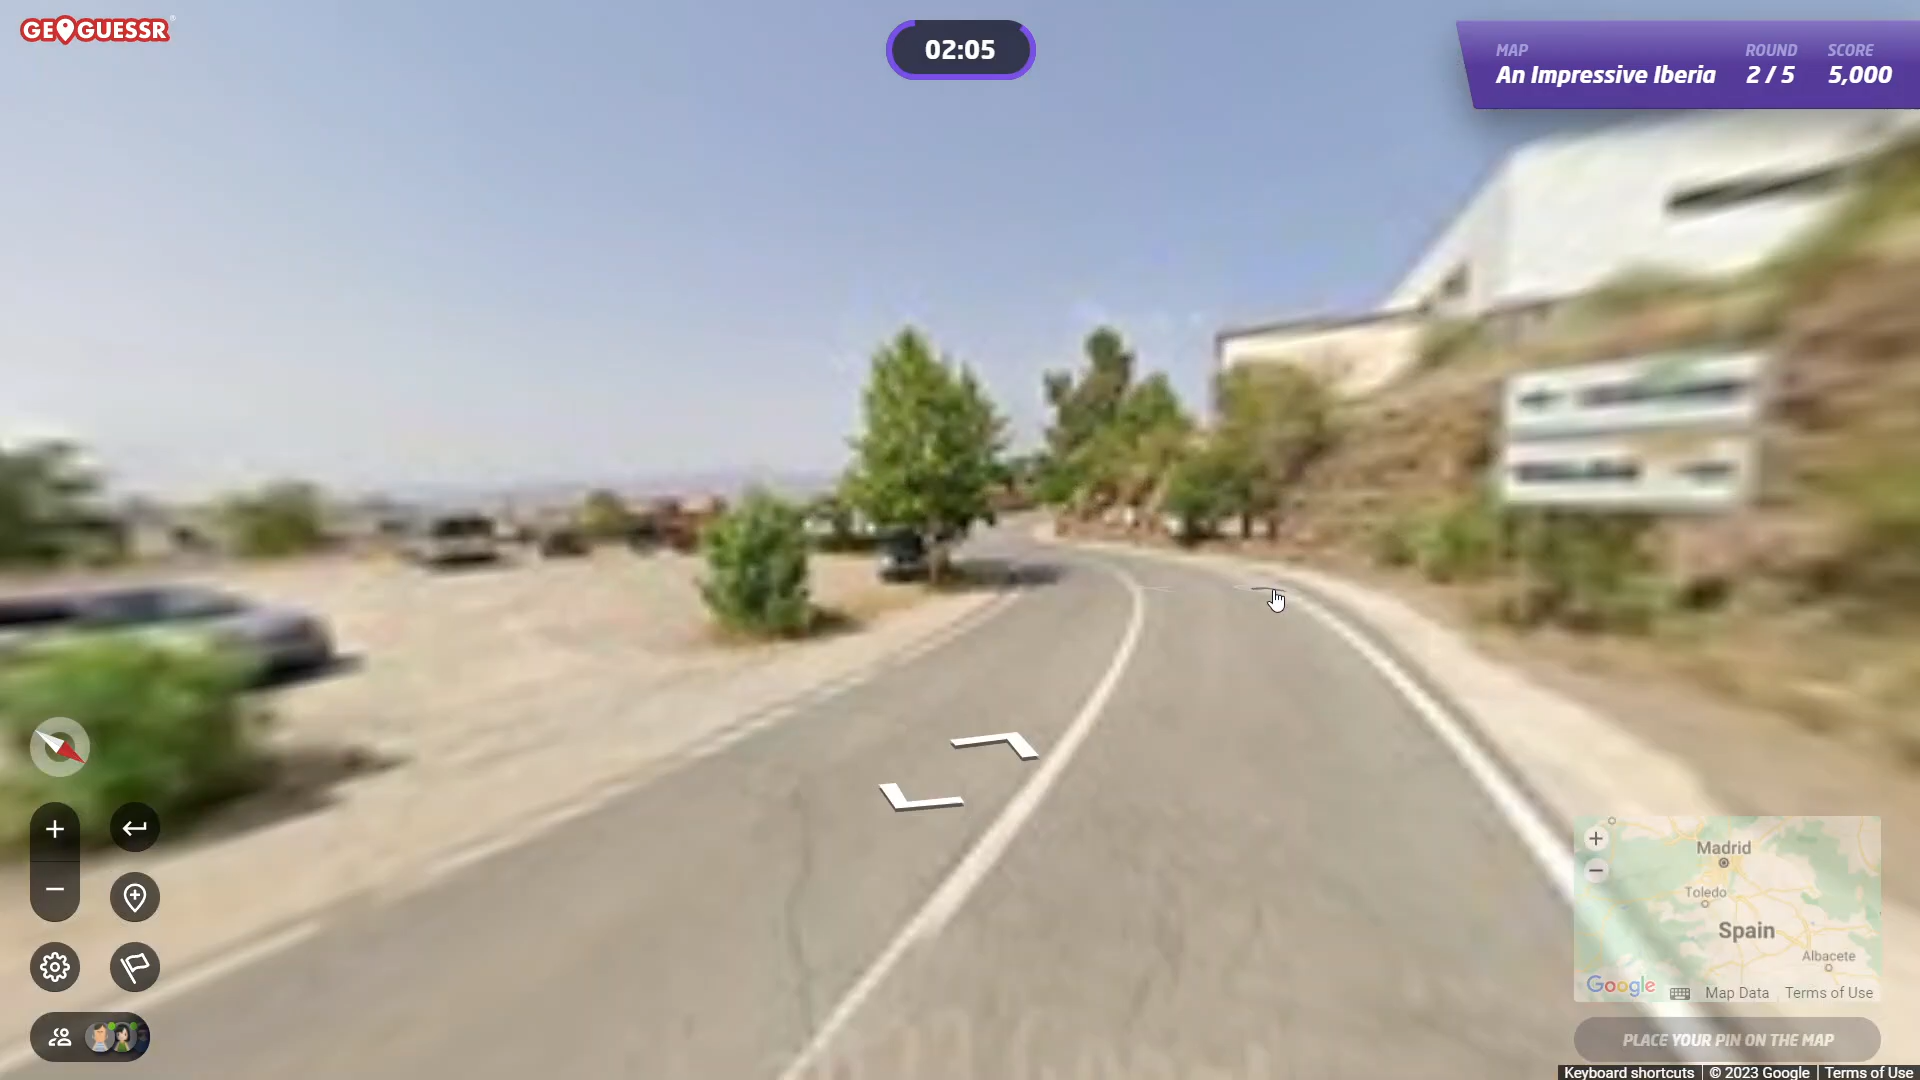 GEOGUESSR
02:05
MAP ROUND SCORE
An Impressive Iberia 2 / 5 5,000
Madrid
Toledo
Spain
Albacete
Google Map Data Terms of Use
PLACE YOUR PIN ON THE MAP
Keyboard shortcuts © 2023 Google Terms of Use